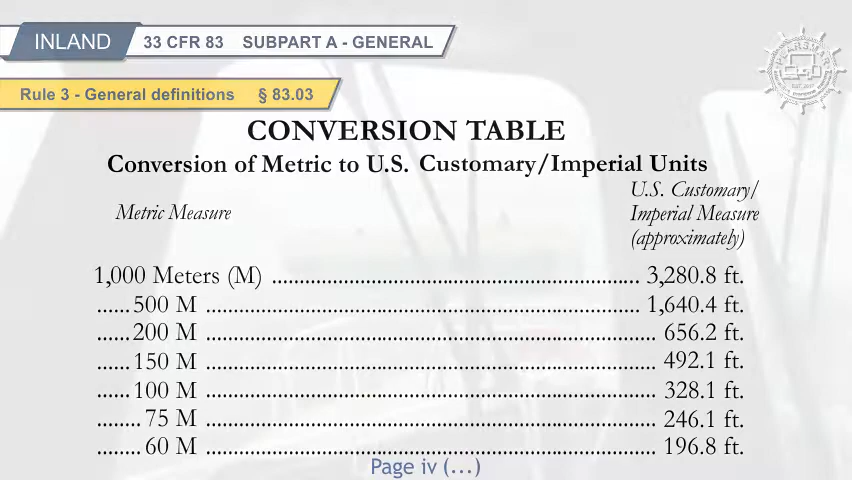 INLAND 33 CFR 83 SUBPART A - GENERAL
Rule 3 - General definitions § 83.03
CONVERSION TABLE
Conversion of Metric to U.S. Customary/Imperial Units
Metric Measure
U.S. Customary/
Imperial Measure
(approximately)
1,000 Meters (M) .......................................................... 3,280.8 ft.
......500 M .................................................................... 1,640.4 ft.
......200 M ....................................................................... 656.2 ft.
......150 M ....................................................................... 492.1 ft.
......100 M ....................................................................... 328.1 ft.
........ 75 M ....................................................................... 246.1 ft.
........ 60 M ....................................................................... 196.8 ft.
Page iv (...)